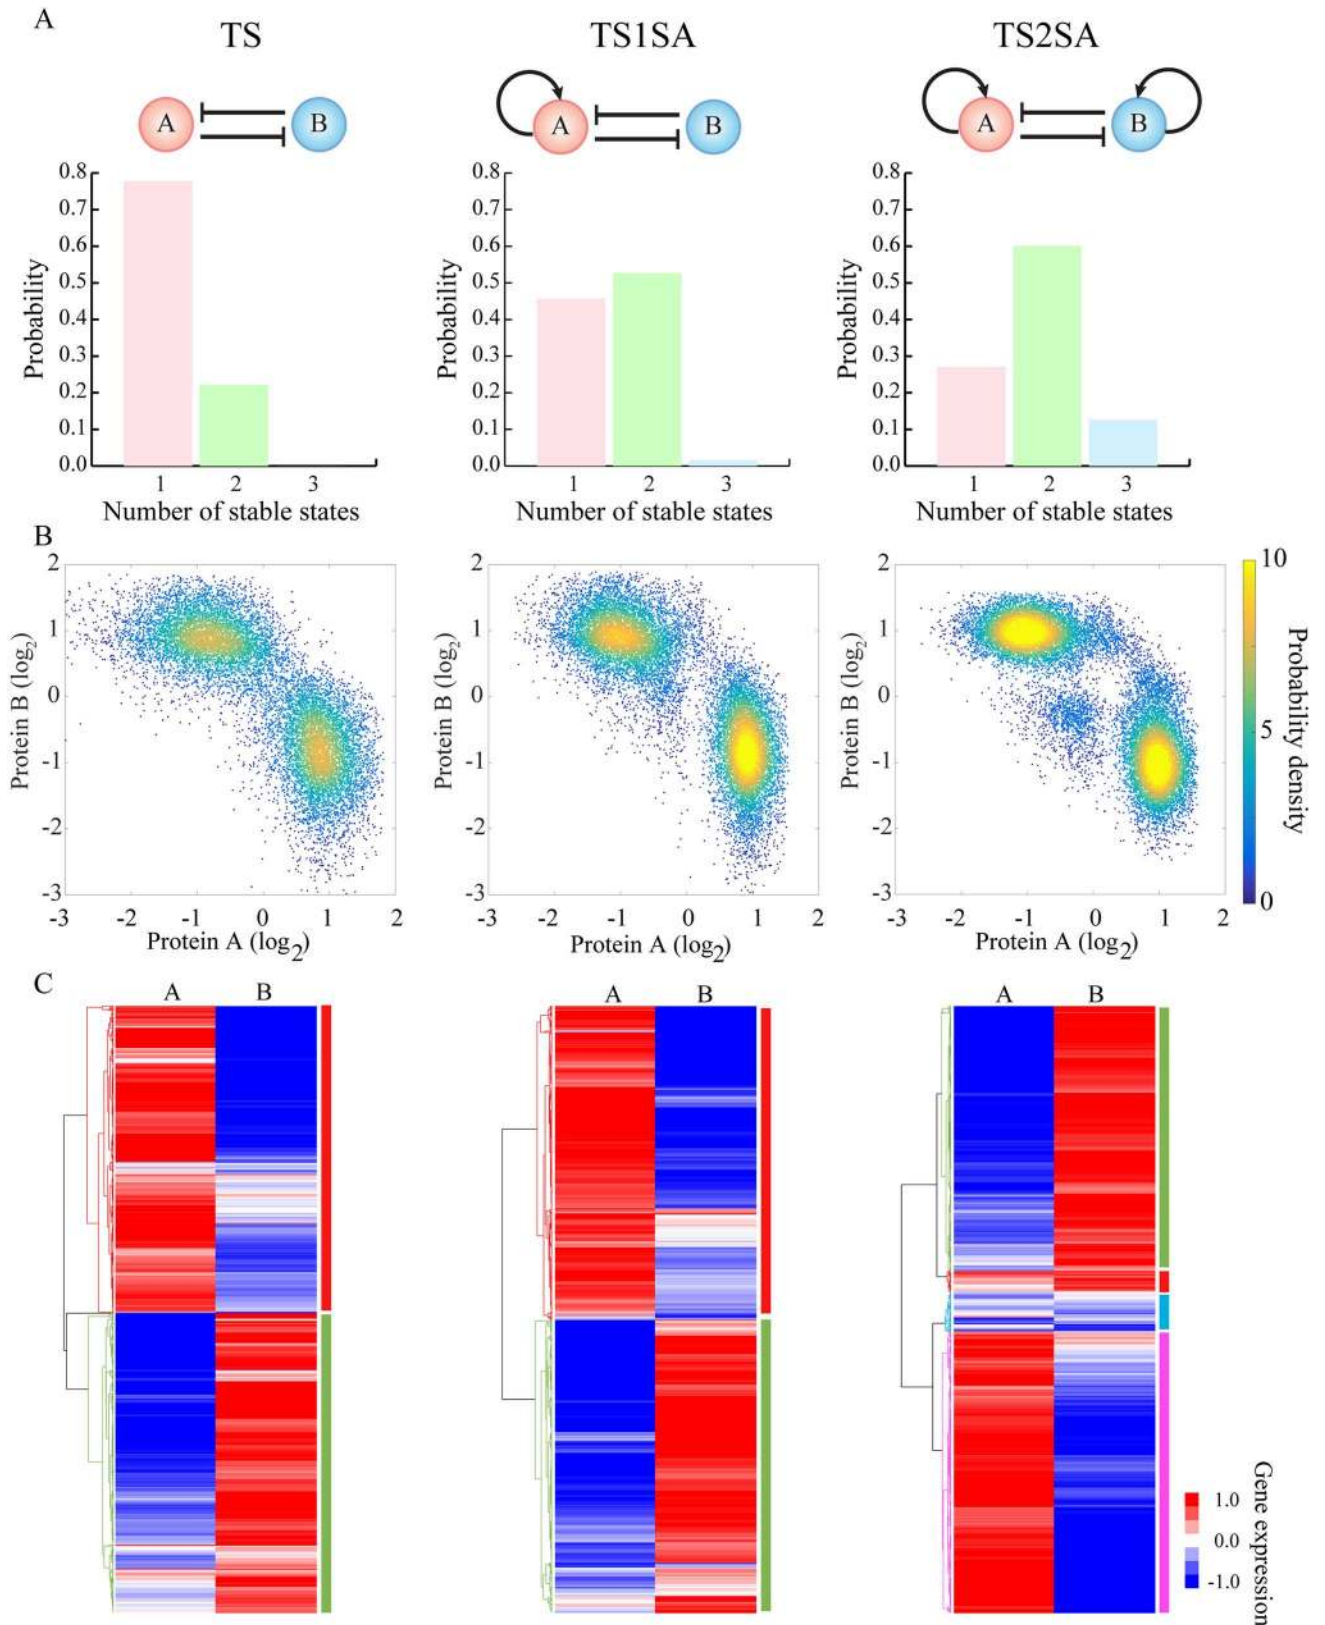 A
TS
TS1SA
TS2SA
A
B
A
B
A
B
0.8
0.7
0.6
0.5
0.4
0.3
0.2
0.1
0.0
Probability
1 2 3
Number of stable states
0.8
0.7
0.6
0.5
0.4
0.3
0.2
0.1
0.0
Probability
1 2 3
Number of stable states
0.8
0.7
0.6
0.5
0.4
0.3
0.2
0.1
0.0
Probability
1 2 3
Number of stable states
B
2
1
0
-1
-2
-3
Protein B (log2)
-3 -2 -1 0 1 2
Protein A (log2)
2
1
0
-1
-2
-3
Protein B (log2)
-3 -2 -1 0 1 2
Protein A (log2)
2
1
0
-1
-2
-3
Protein B (log2)
-3 -2 -1 0 1 2
Protein A (log2)
10
5
0
Probability density
C
A B
A B
A B
1.0
0.0
-1.0
Gene expression